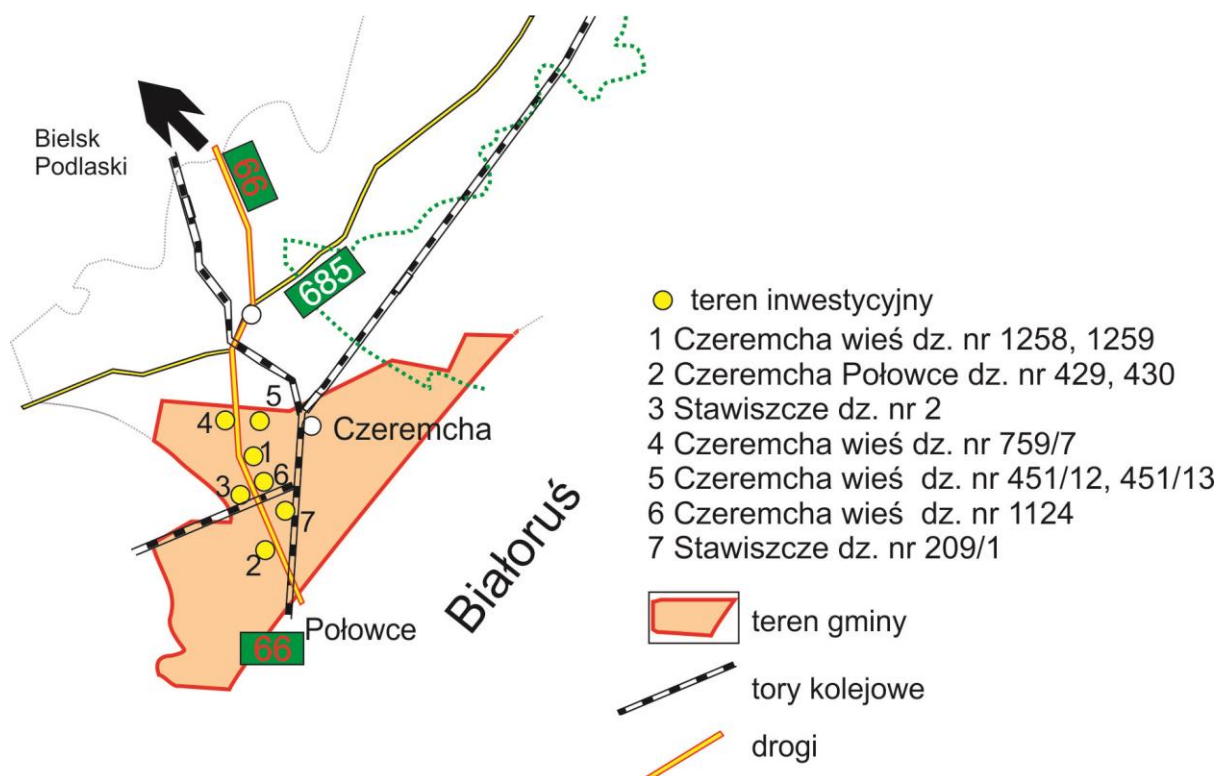 Bielsk
Podlaski
66
685
5
4
Czeremcha
1
6
3
7
2
Białoruś
Połowce
66
teren inwestycyjny
1 Czeremcha wieś dz. nr 1258, 1259
2 Czeremcha Połowce dz. nr 429, 430
3 Stawiszcze dz. nr 2
4 Czeremcha wieś dz. nr 759/7
5 Czeremcha wieś dz. nr 451/12, 451/13
6 Czeremcha wieś dz. nr 1124
7 Stawiszcze dz. nr 209/1
teren gminy
tory kolejowe
drogi